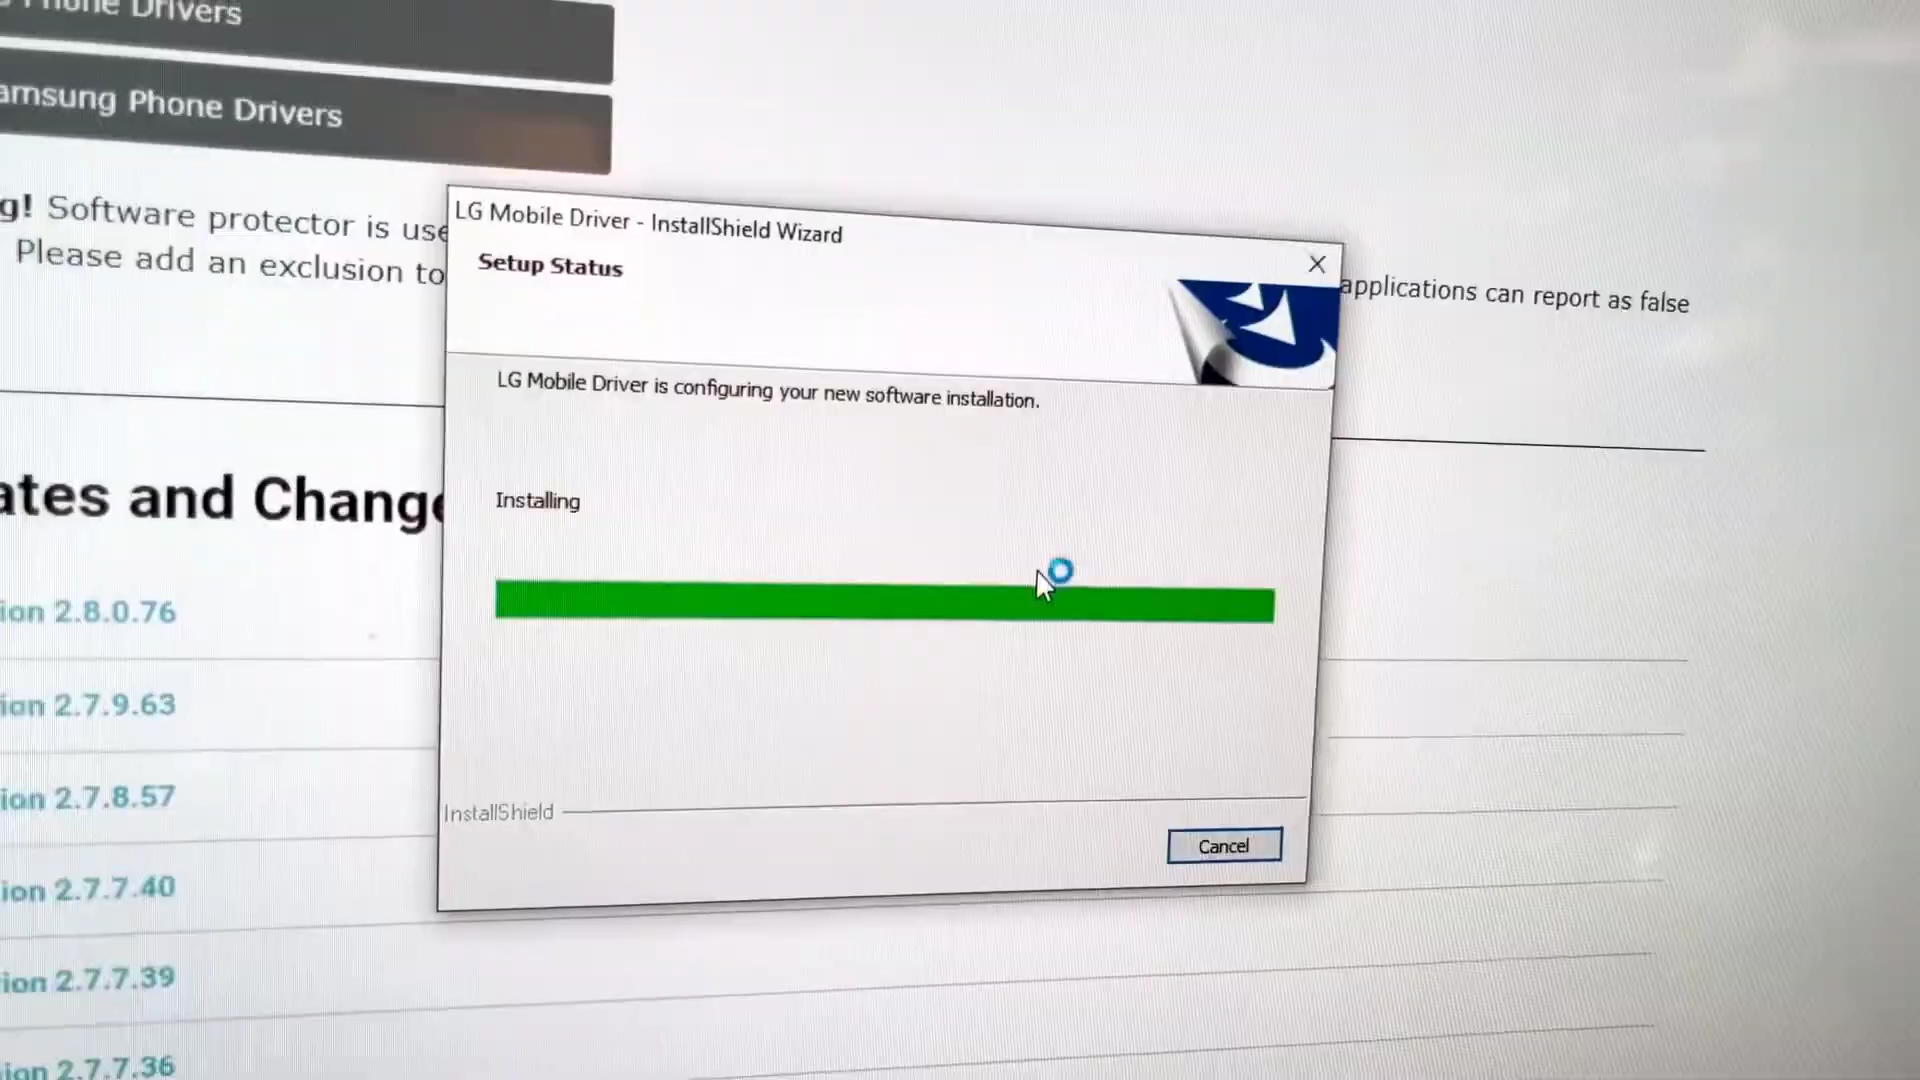 Phone Drivers
Samsung Phone Drivers
g! Software protector is use
Please add an exclusion to
applications can report as false
LG Mobile Driver - InstallShield Wizard
Setup Status
LG Mobile Driver is configuring your new software installation.
Installing
InstallShield
Cancel
ates and Change
ion 2.8.0.76
ion 2.7.9.63
ion 2.7.8.57
ion 2.7.7.40
ion 2.7.7.39
ion 2.7.7.36